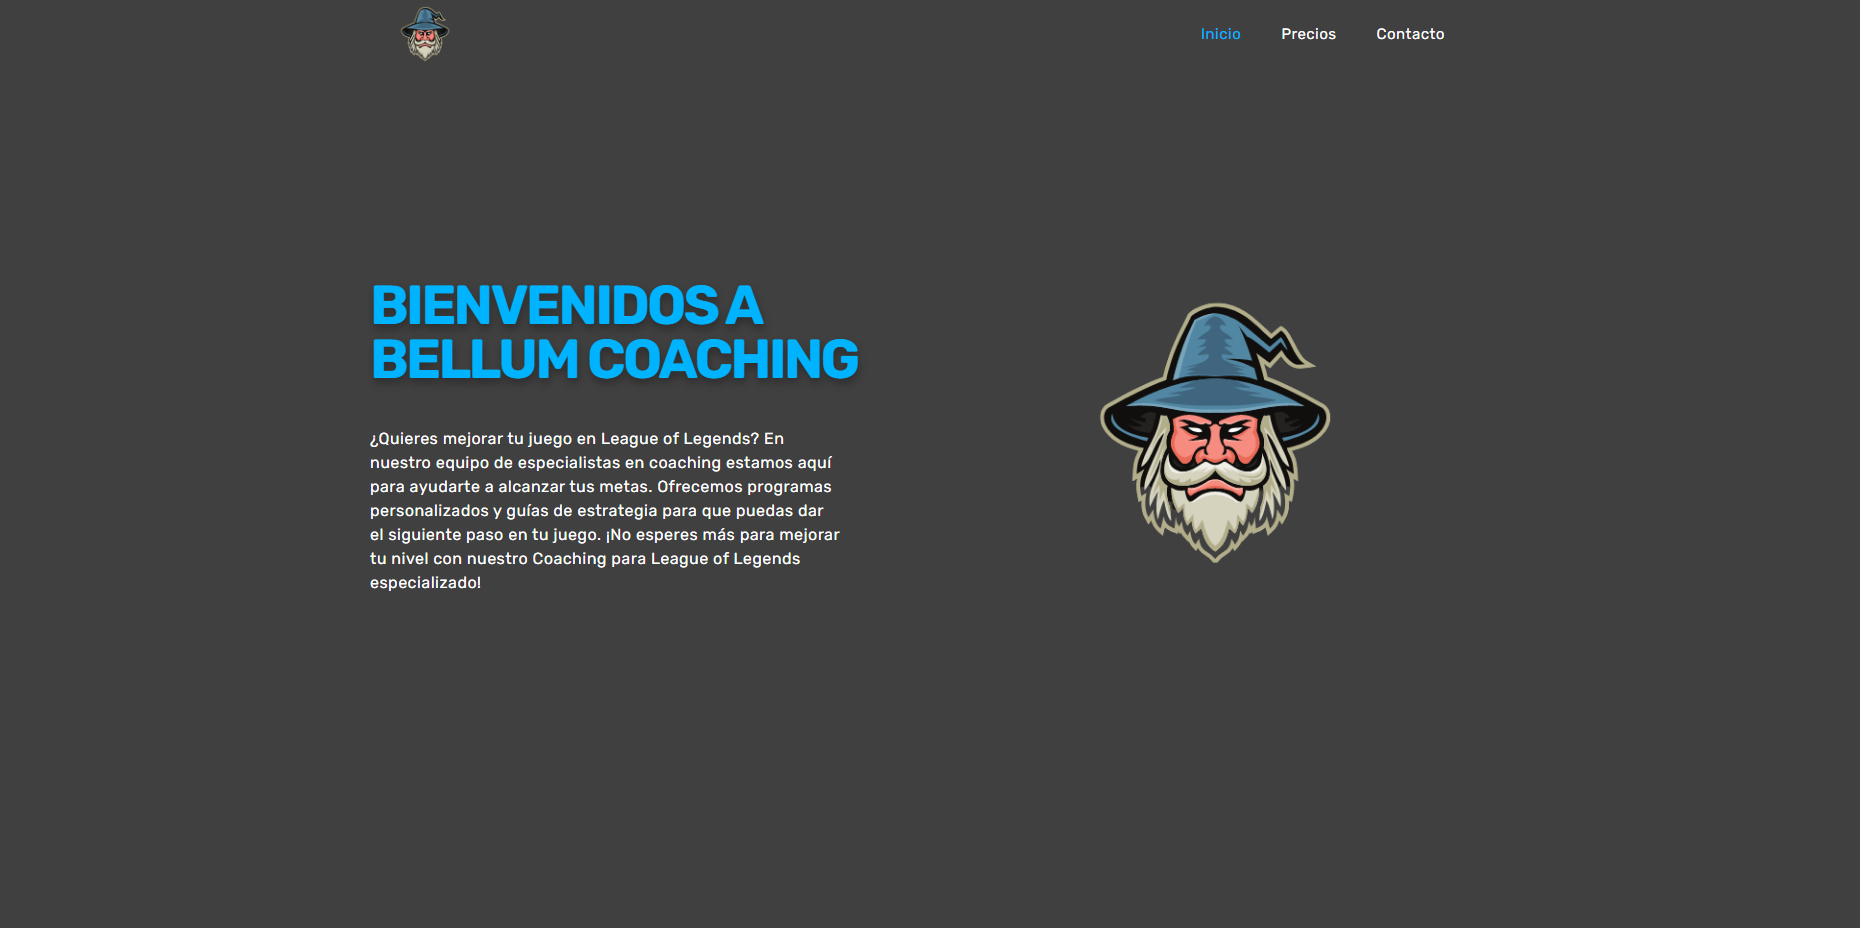 Inicio Precios Contacto
BIENVENIDOS A
BELLUM COACHING
¿Quieres mejorar tu juego en League of Legends? En
nuestro equipo de especialistas en coaching estamos aquí
para ayudarte a alcanzar tus metas. Ofrecemos programas
personalizados y guías de estrategia para que puedas dar
el siguiente paso en tu juego. ¡No esperes más para mejorar
tu nivel con nuestro Coaching para League of Legends
especializado!